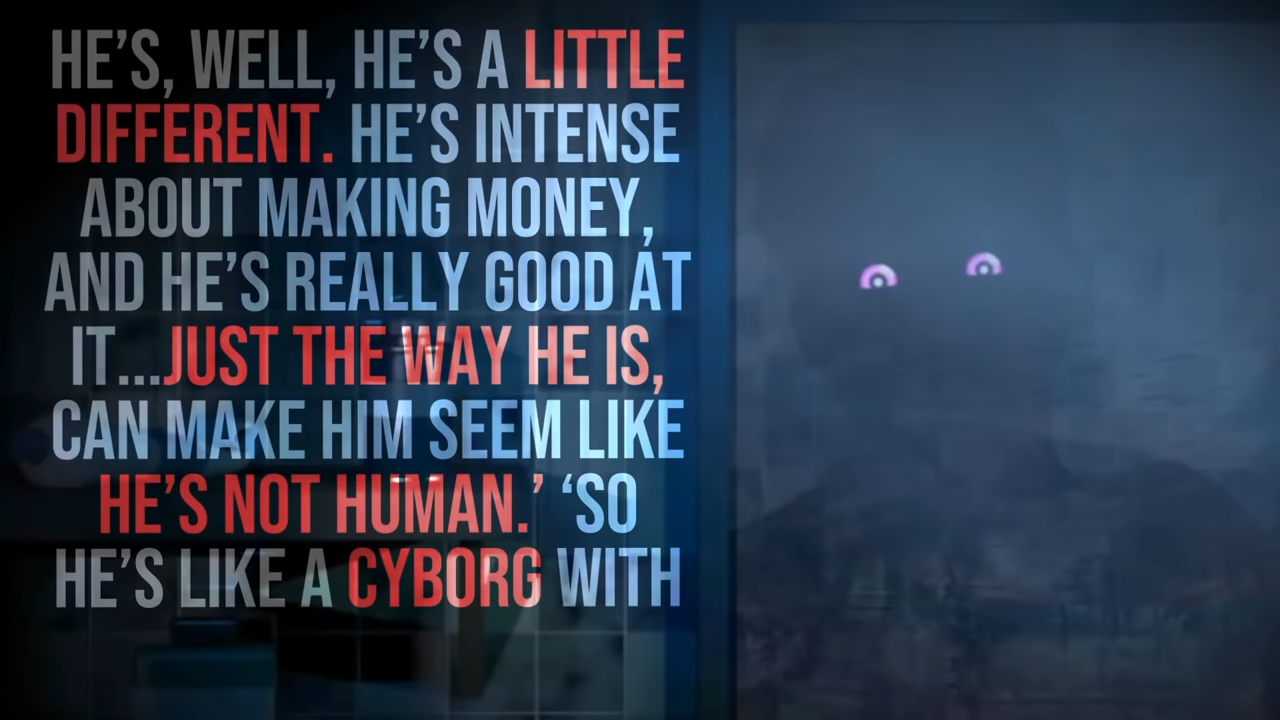 HE’S, WELL, HE’S A LITTLE
DIFFERENT. HE’S INTENSE
ABOUT MAKING MONEY,
AND HE’S REALLY GOOD AT
IT...JUST THE WAY HE IS,
CAN MAKE HIM SEEM LIKE
HE’S NOT HUMAN.’ ‘SO
HE’S LIKE A CYBORG WITH